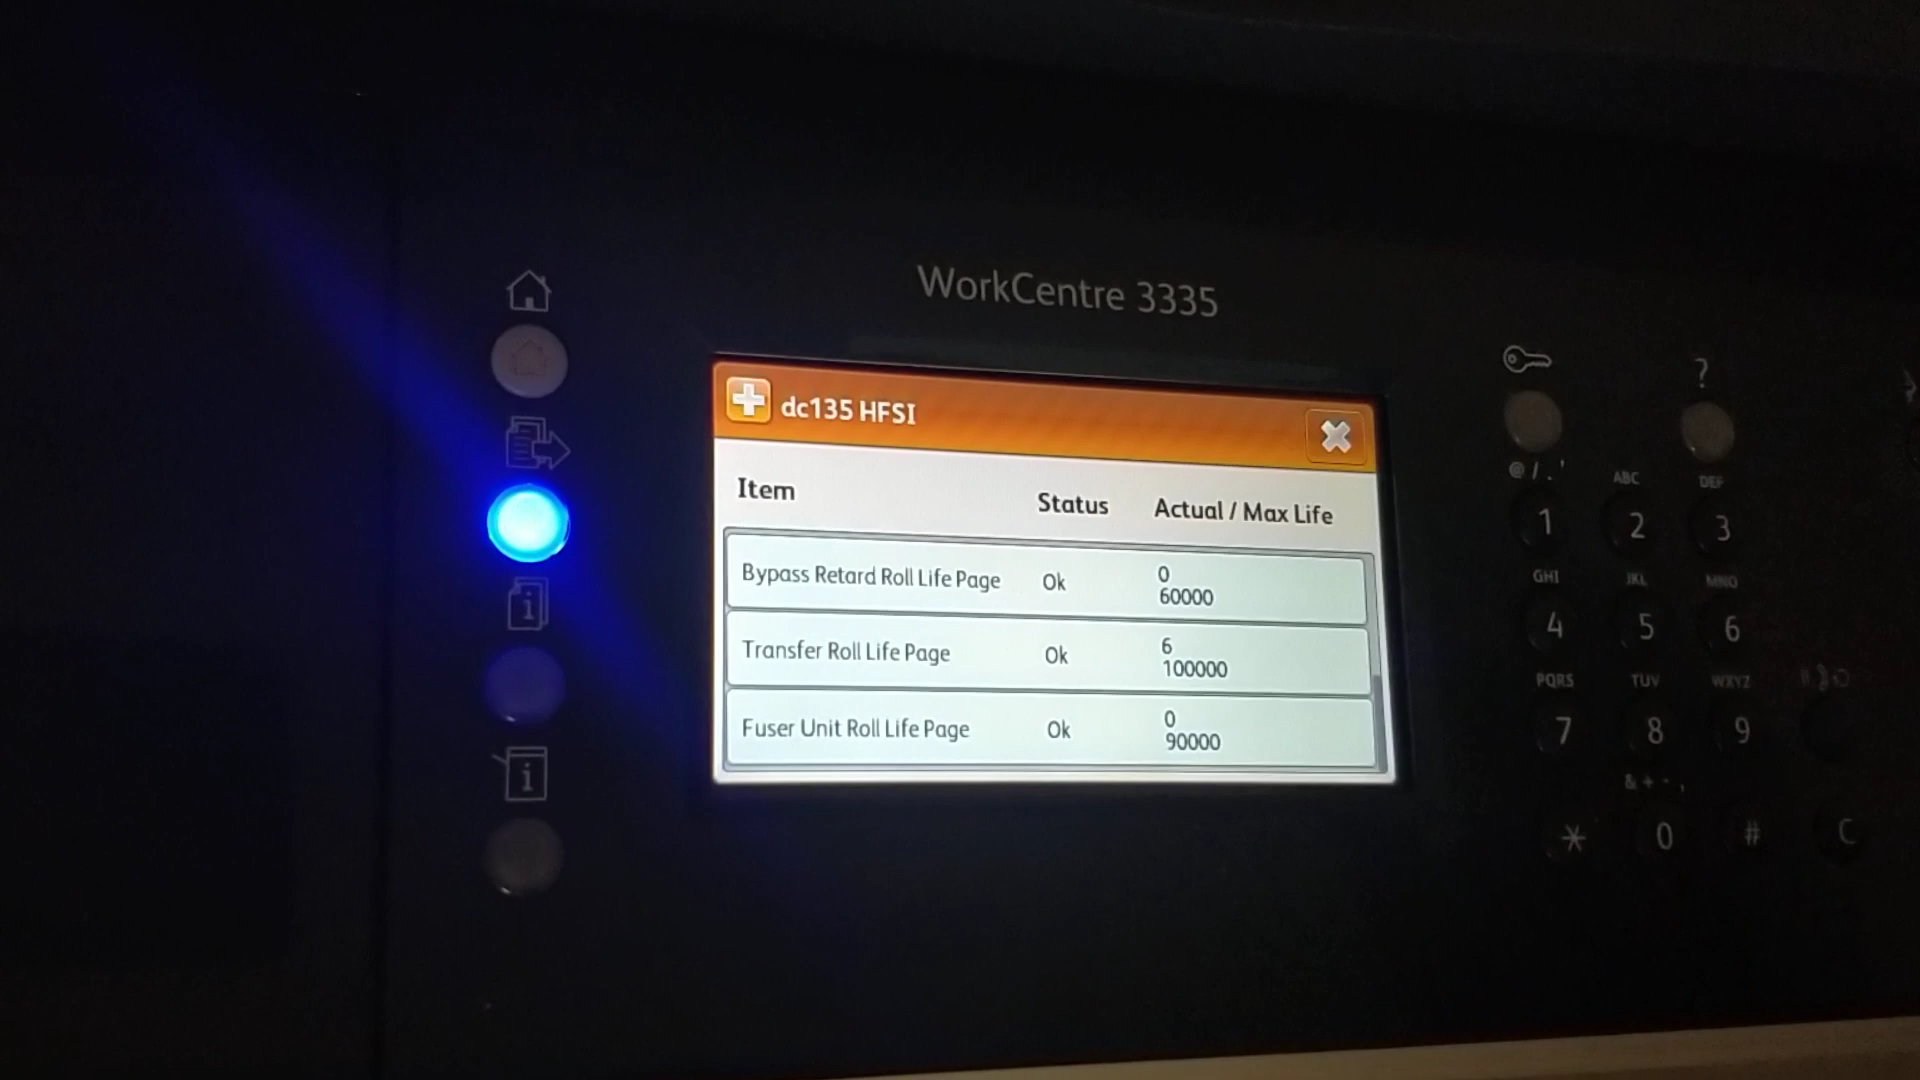 WorkCentre 3335
dc135 HFSI
Item Status Actual / Max Life
Bypass Retard Roll Life Page Ok 0
60000
Transfer Roll Life Page Ok 6
100000
Fuser Unit Roll Life Page Ok 0
90000
?
@ / . ' ABC DEF
1 2 3
GHI JKL MNO
4 5 6
PQRS TUV WXYZ
7 8 9
& + - ,
* 0 # C